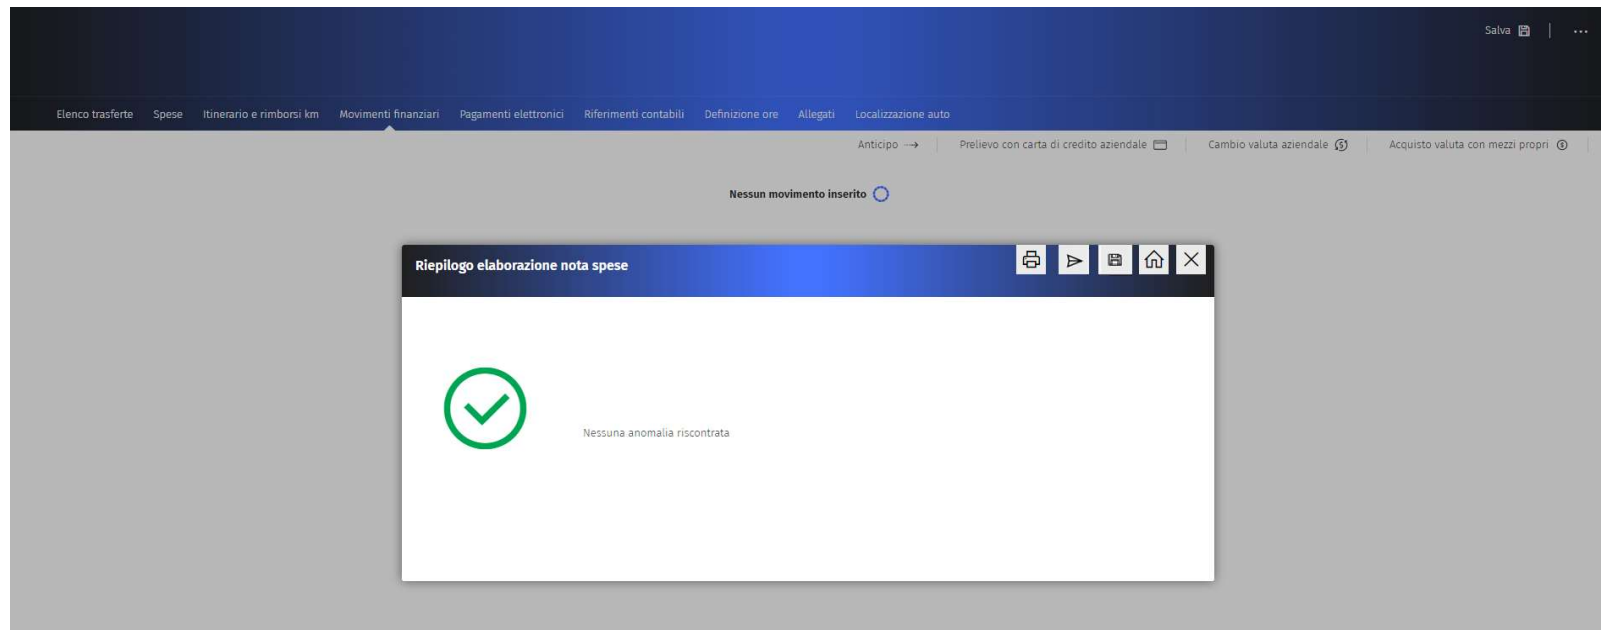 Salva
Elenco trasferte Spese Itinerario e rimborsi km Movimenti finanziari Pagamenti elettronici Riferimenti contabili Definizione ore Allegati Localizzazione auto
Anticipo → Prelievo con carta di credito aziendale Cambio valuta aziendale Acquisto valuta con mezzi propri
Nessun movimento inserito
Riepilogo elaborazione nota spese
Nessuna anomalia riscontrata